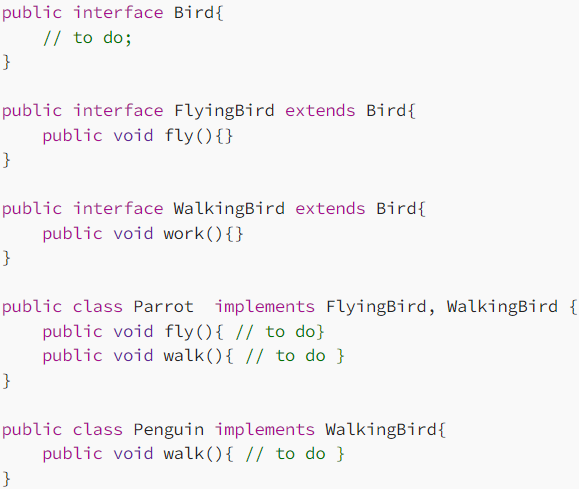 public interface Bird{
    // to do;
}

public interface FlyingBird extends Bird{
    public void fly(){}
}

public interface WalkingBird extends Bird{
    public void work(){}
}

public class Parrot  implements FlyingBird, WalkingBird {
    public void fly(){ // to do}
    public void walk(){ // to do }
}

public class Penguin implements WalkingBird{
    public void walk(){ // to do }
}